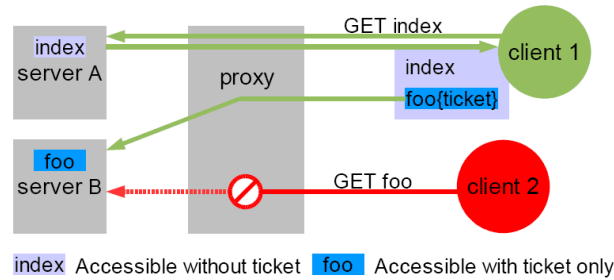 GET index
index
server A
proxy
client 1
index
foo{ticket}
foo
server B
GET foo
client 2
index Accessible without ticket foo Accessible with ticket only